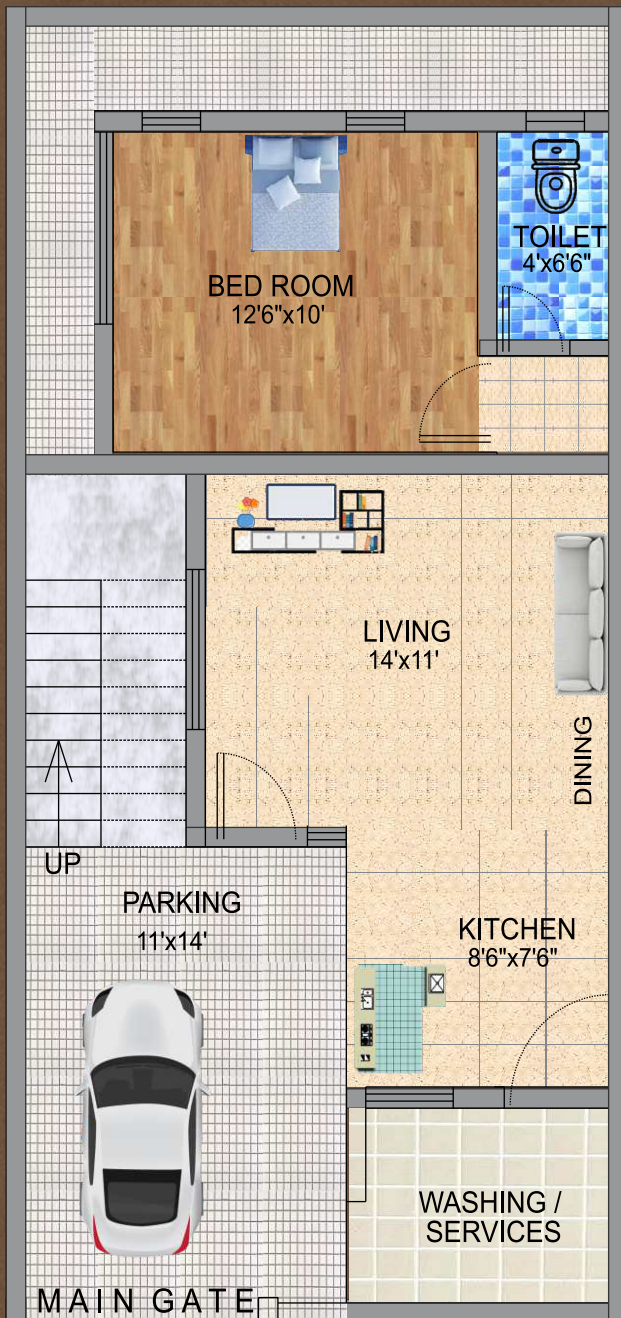 BED ROOM
12'6"x10'
TOILET
4'x6'6"
LIVING
14'x11'
DINING
UP
PARKING
11'x14'
KITCHEN
8'6"x7'6"
WASHING /
SERVICES
MAIN GATE